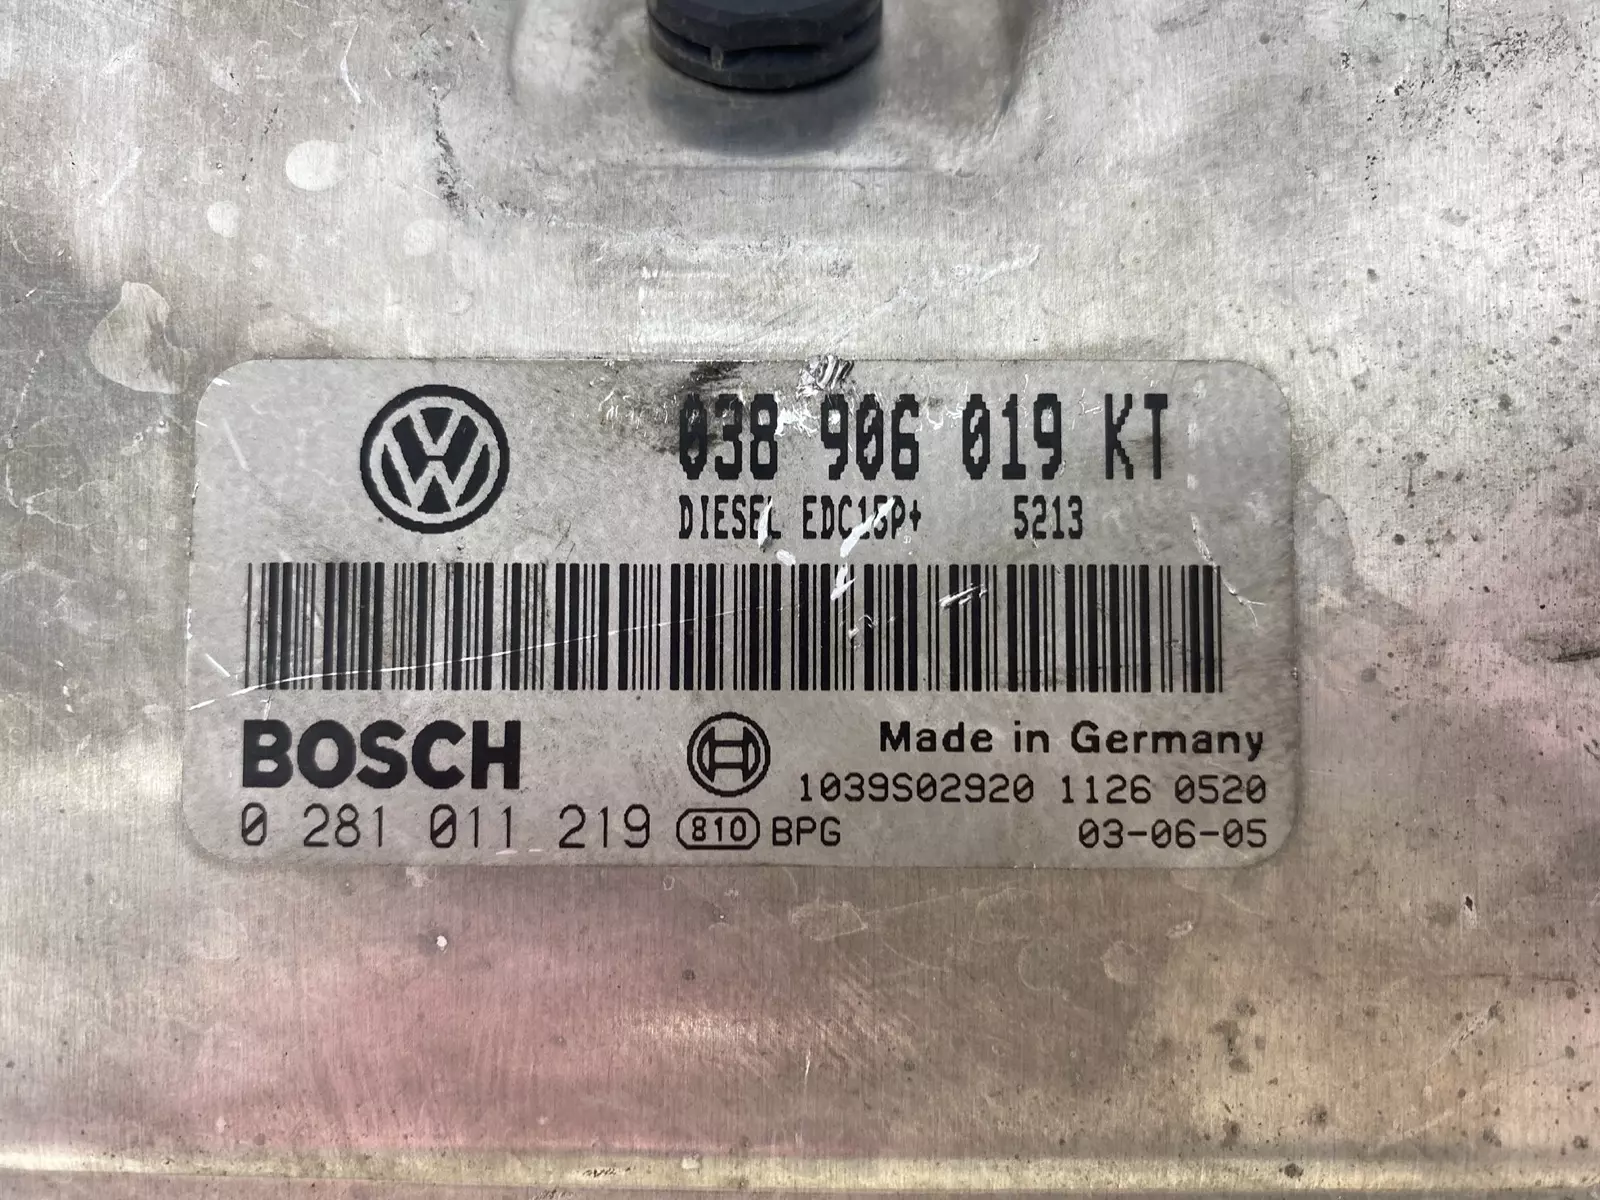 038 906 019 KT
DIESEL EDC15P+ 5213
BOSCH
Made in Germany
1039S02920 1126 0520
0 281 011 219 810 BPG 03-06-05